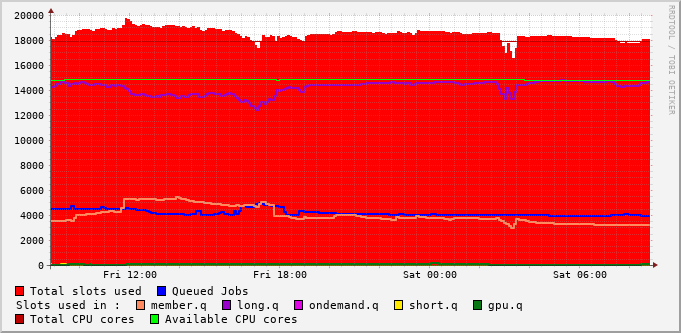 20000
18000
16000
14000
12000
10000
8000
6000
4000
2000
0
Fri 12:00 Fri 18:00 Sat 00:00 Sat 06:00
Total slots used Queued Jobs
Slots used in : member.q long.q ondemand.q short.q gpu.q
Total CPU cores Available CPU cores
RRDTOOL / TOBI OETIKER